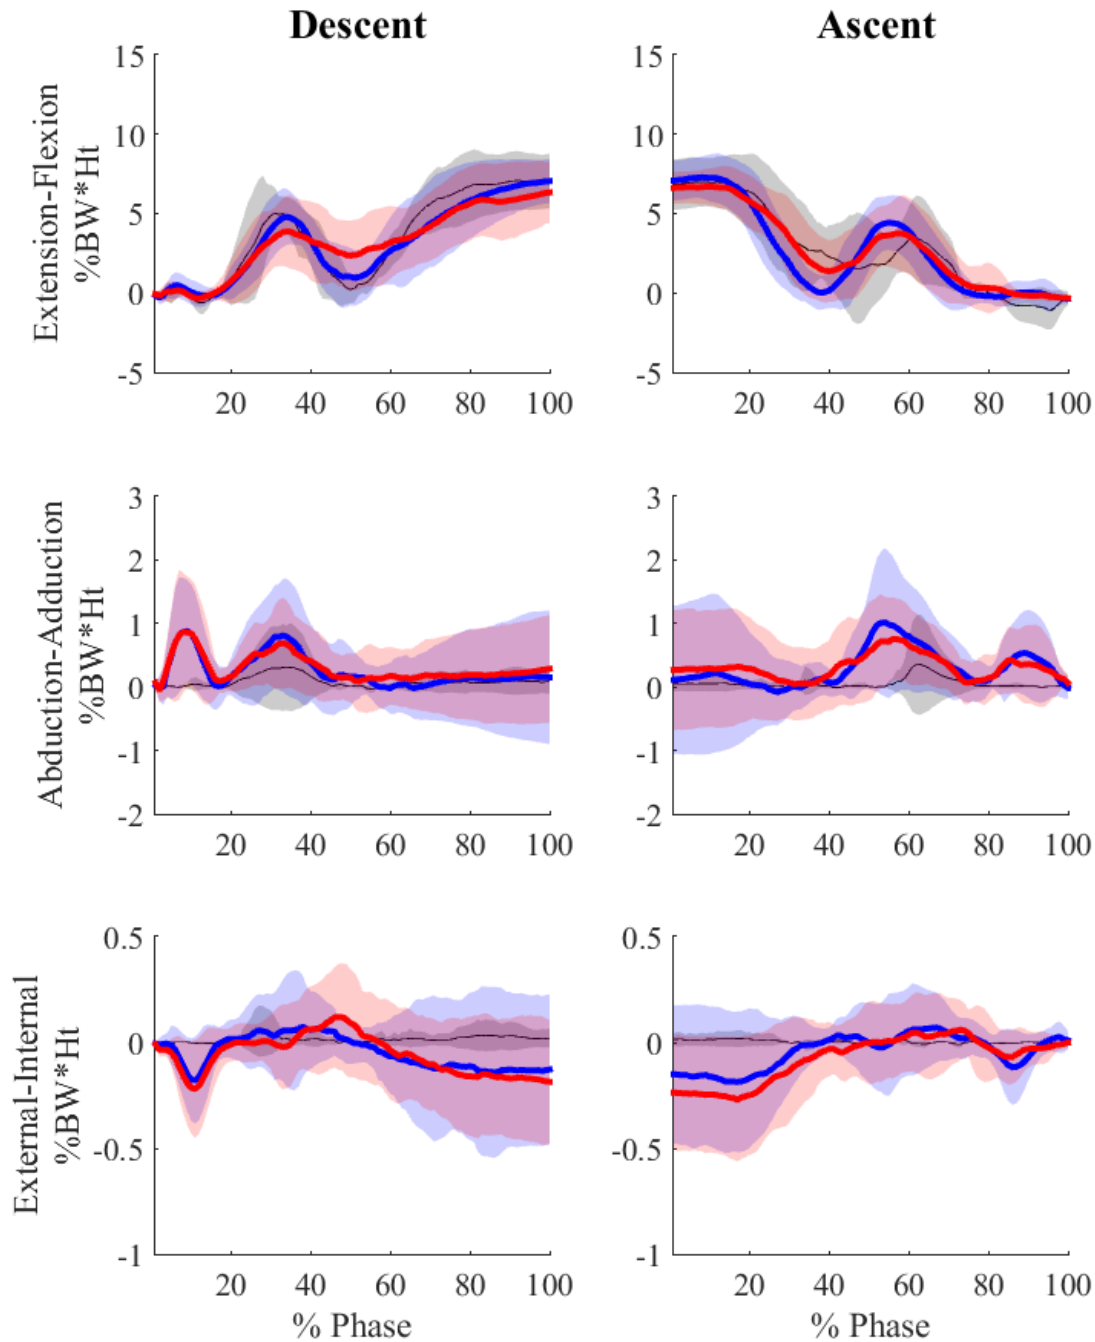 Descent
Ascent
Extension-Flexion
%BW*Ht
15
10
5
0
-5
20 40 60 80 100
15
10
5
0
-5
20 40 60 80 100
Abduction-Adduction
%BW*Ht
3
2
1
0
-1
-2
20 40 60 80 100
3
2
1
0
-1
-2
20 40 60 80 100
External-Internal
%BW*Ht
0.5
0
-0.5
-1
20 40 60 80 100
% Phase
0.5
0
-0.5
-1
20 40 60 80 100
% Phase